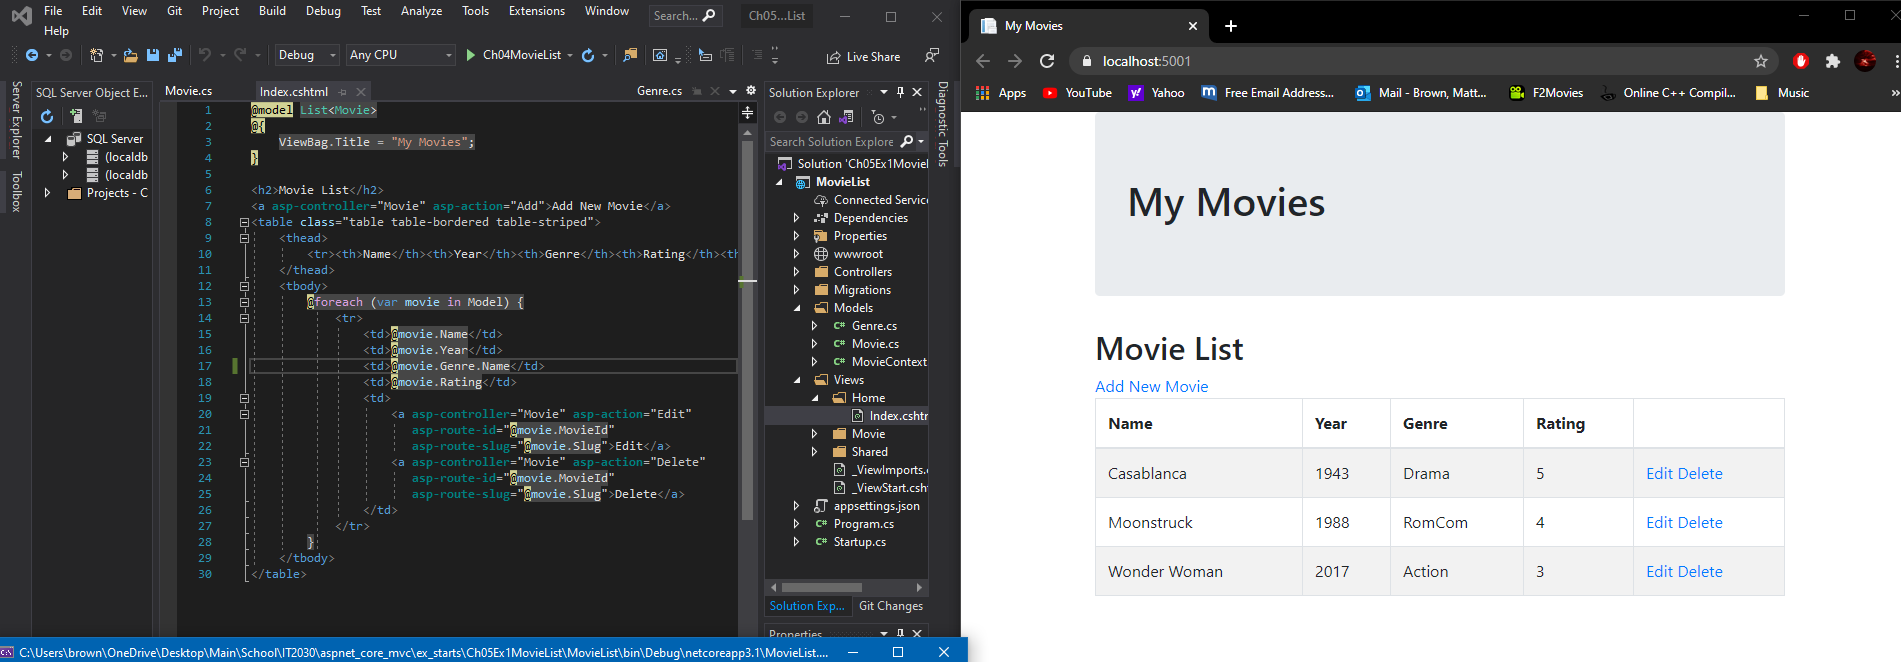 File Edit View Git Project Build Debug Test Analyze Tools Extensions Window Search... Ch05...List
Help
Debug Any CPU Ch04MovieList Live Share
Server Explorer
Toolbox
SQL Server Object E...
SQL Server
(localdb
(localdb
Projects - C
Movie.cs Index.cshtml Genre.cs
1 @model List<Movie>
2 @{
3 ViewBag.Title = "My Movies";
4 }
5
6 <h2>Movie List</h2>
7 <a asp-controller="Movie" asp-action="Add">Add New Movie</a>
8 <table class="table table-bordered table-striped">
9 <thead>
10 <tr><th>Name</th><th>Year</th><th>Genre</th><th>Rating</th><th
11 </thead>
12 <tbody>
13 @foreach (var movie in Model) {
14 <tr>
15 <td>@movie.Name</td>
16 <td>@movie.Year</td>
17 <td>@movie.Genre.Name</td>
18 <td>@movie.Rating</td>
19 <td>
20 <a asp-controller="Movie" asp-action="Edit"
21 asp-route-id="@movie.MovieId"
22 asp-route-slug="@movie.Slug">Edit</a>
23 <a asp-controller="Movie" asp-action="Delete"
24 asp-route-id="@movie.MovieId"
25 asp-route-slug="@movie.Slug">Delete</a>
26 </td>
27 </tr>
28 }
29 </tbody>
30 </table>
Solution Explorer
Search Solution Explore
Solution 'Ch05Ex1Movie
MovieList
Connected Servic
Dependencies
Properties
wwwroot
Controllers
Migrations
Models
C# Genre.cs
C# Movie.cs
C# MovieContext
Views
Home
Index.cshtr
Movie
Shared
_ViewImports.
_ViewStart.csh
appsettings.json
C# Program.cs
C# Startup.cs
Solution Exp... Git Changes
Properties
Diagnostic Tools
C:\Users\brown\OneDrive\Desktop\Main\School\IT2030\aspnet_core_mvc\ex_starts\Ch05Ex1MovieList\MovieList\bin\Debug\netcoreapp3.1\MovieList....
My Movies
localhost:5001
Apps YouTube Yahoo Free Email Address... Mail - Brown, Matt... F2Movies Online C++ Compil... Music »
My Movies
Movie List
Add New Movie
Name Year Genre Rating
Casablanca 1943 Drama 5 Edit Delete
Moonstruck 1988 RomCom 4 Edit Delete
Wonder Woman 2017 Action 3 Edit Delete